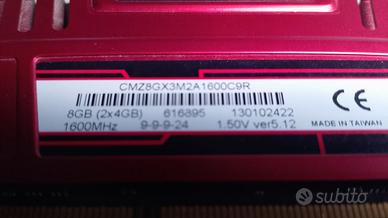 CMZ8GX3M2A1600C9R
8GB (2x4GB) 616895 130102422
1600MHz 9-9-9-24 1.50V ver5.12
CE
MADE IN TAIWAN
subito